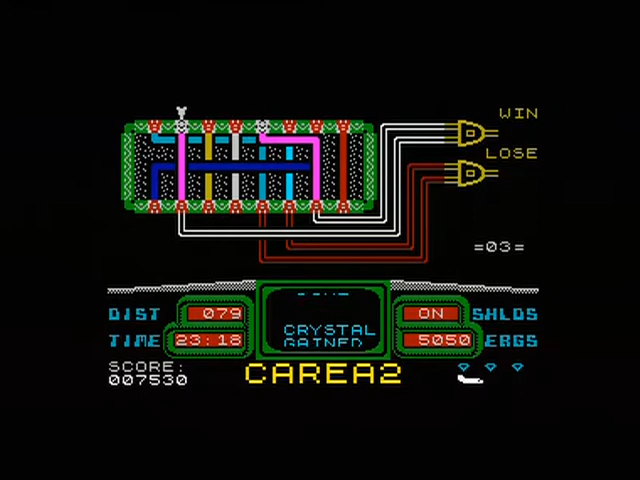 WIN
LOSE
=03=
DIST 079
ON SHLDS
TIME 23:18
5050 ERGS
CRYSTAL
GAINED
SCORE:
007530
CAREA2